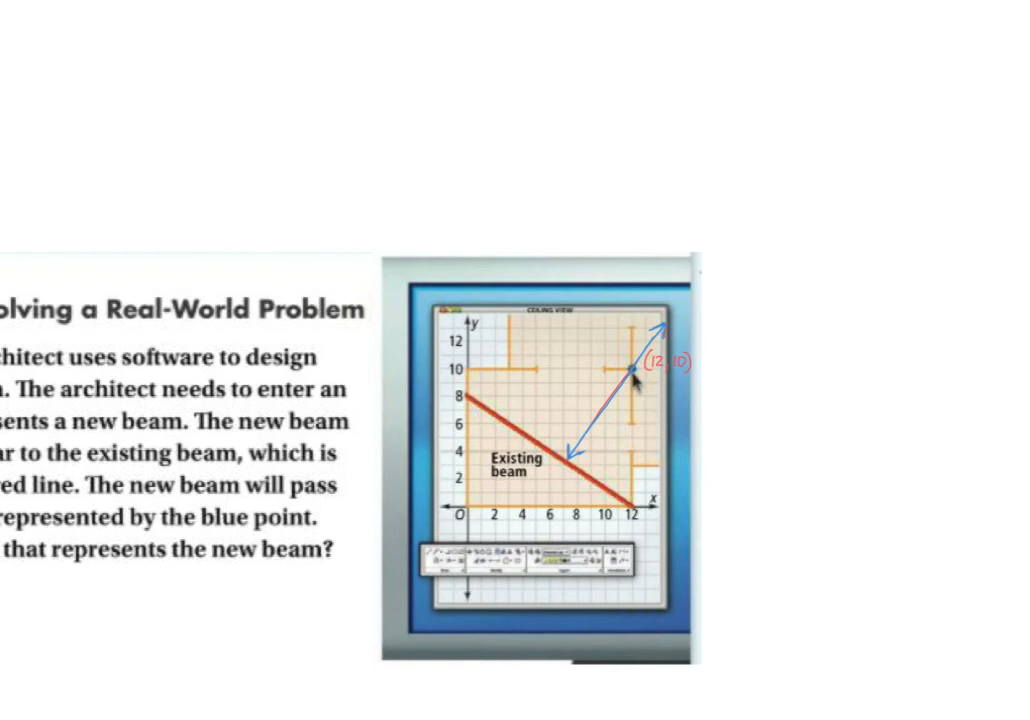 olving a Real-World Problem
chitect uses software to design
. The architect needs to enter an
sents a new beam. The new beam
ar to the existing beam, which is
red line. The new beam will pass
represented by the blue point.
that represents the new beam?
CEILING VIEW
y
12
10
8
6
4
2
(12,10)
Existing
beam
x
O 2 4 6 8 10 12